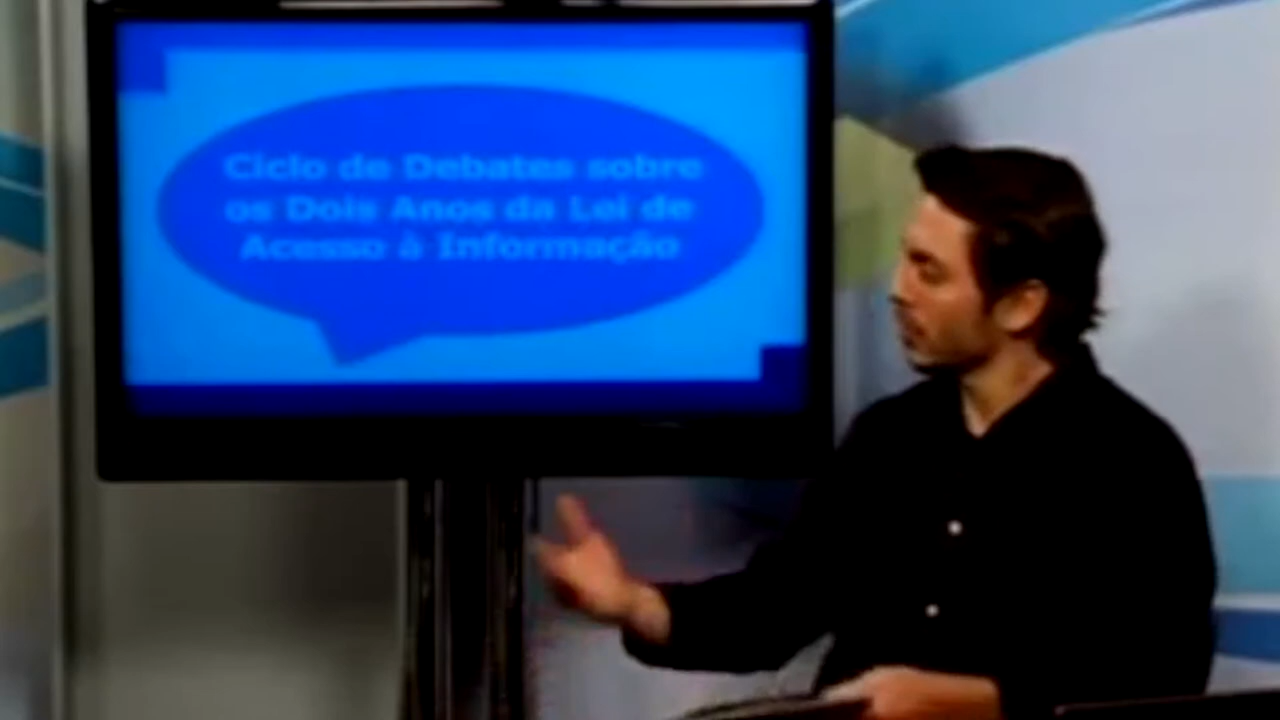 Ciclo de Debates sobre
os Dois Anos da Lei de
Acesso à Informação